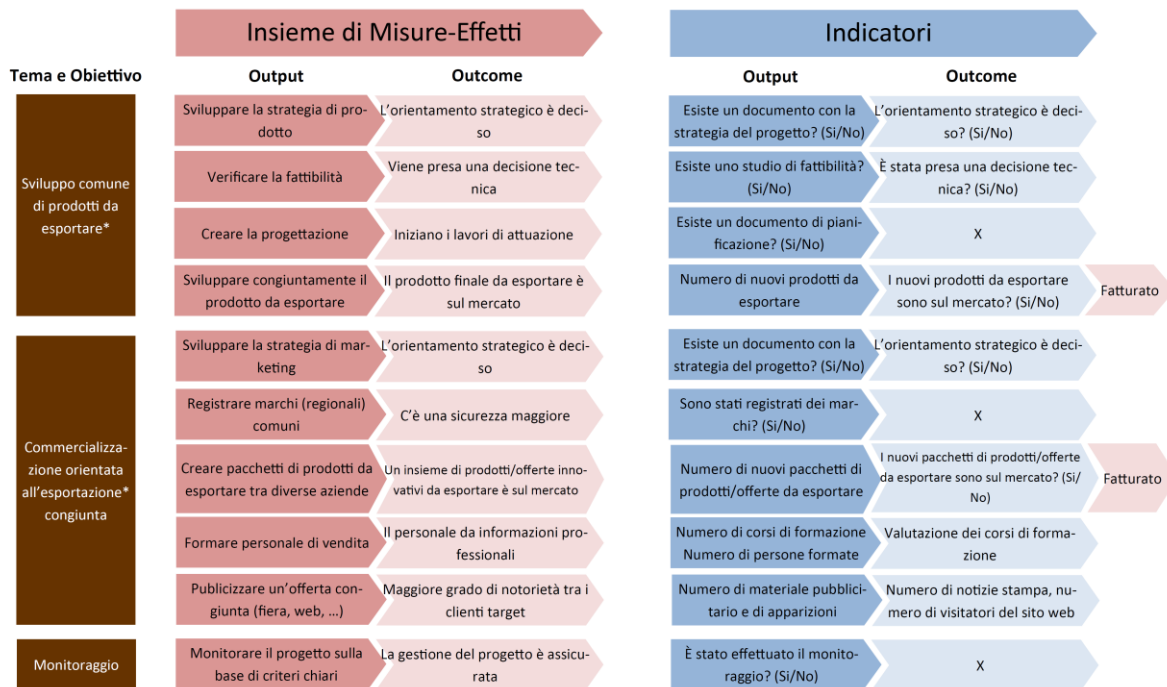 Insieme di Misure-Effetti
Indicatori
Tema e Obiettivo
Output
Outcome
Output
Outcome
Sviluppo comune
di prodotti da
esportare*
Sviluppare la strategia di pro-
dotto
L'orientamento strategico è deci-
so
Esiste un documento con la
strategia del progetto? (Si/No)
L'orientamento strategico è deci-
so? (Si/No)
Verificare la fattibilità
Viene presa una decisione tecnica
nica
Esiste uno studio di fattibilità?
(Si/No)
È stata presa una decisione tec-
nica? (Si/No)
Creare la progettazione
Iniziano i lavori di attuazione
Esiste un documento di piani-
ficazione? (Si/No)
X
Sviluppare congiuntamente il
prodotto da esportare
Il prodotto finale da esportare è
sul mercato
Numero di nuovi prodotti da
esportare
I nuovi prodotti da esportare
sono sul mercato? (Si/No)
Fatturato
Commercializza-
zione orientata
all'esportazione*
congiunta
Sviluppare la strategia di mar-
keting
L'orientamento strategico è deci-
so
Esiste un documento con la
strategia del progetto? (Si/No)
L'orientamento strategico è deci-
so? (Si/No)
Registrare marchi (regionali)
comuni
C'è una sicurezza maggiore
Sono stati registrati dei mar-
chi? (Si/No)
X
Creare pacchetti di prodotti da
esportare tra diverse aziende
Un insieme di prodotti/offerte inno-
vativi da esportare è sul mercato
Numero di nuovi pacchetti di
prodotti/offerte da esportare
I nuovi pacchetti di prodotti/offerte
da esportare sono sul mercato? (Si/
No)
Fatturato
Formare personale di vendita
Il personale da informazioni pro-
fessionali
Numero di corsi di formazione
Numero di persone formate
Valutazione dei corsi di forma-
zione
Publicizzare un'offerta con-
giunta (fiera, web, ...)
Maggiore grado di notorietà tra i
clienti target
Numero di materiale pubblici-
tario e di apparizioni
Numero di notizie stampa, nu-
mero di visitatori del sito web
Monitoraggio
Monitorare il progetto sulla
base di criteri chiari
La gestione del progetto è assicu-
rata
È stato effettuato il monito-
raggio? (Si/No)
X